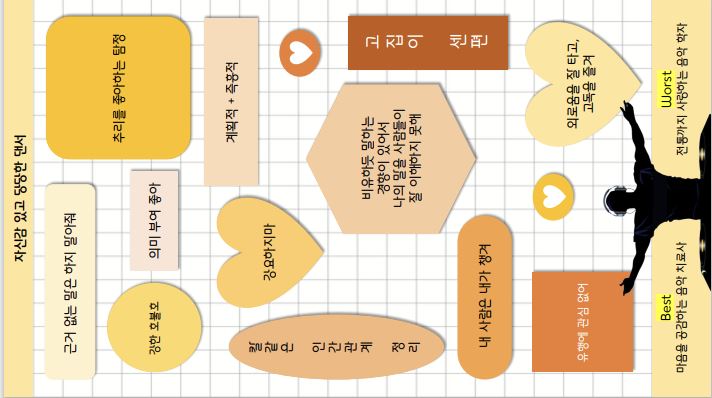 자신감 있고 당당한 댄서
근거 없는 말은 하지 말아줘
추리를 좋아하는 탐정
강한 호불호
의미 부여 좋아
계획적 + 즉흥적
강요하지마
칼같은 인간관계 정리
비유하듯 말하는
경향이 있어서
나의 말을 사람들이
잘 이해하지 못해
고집이 센편
내 사람은 내가 챙겨
유행에 관심 없어
외로움을 잘 타고,
고독을 즐겨
Best
마음을 공감하는 음악 치료사
Worst
전통까지 사랑하는 음악 학자